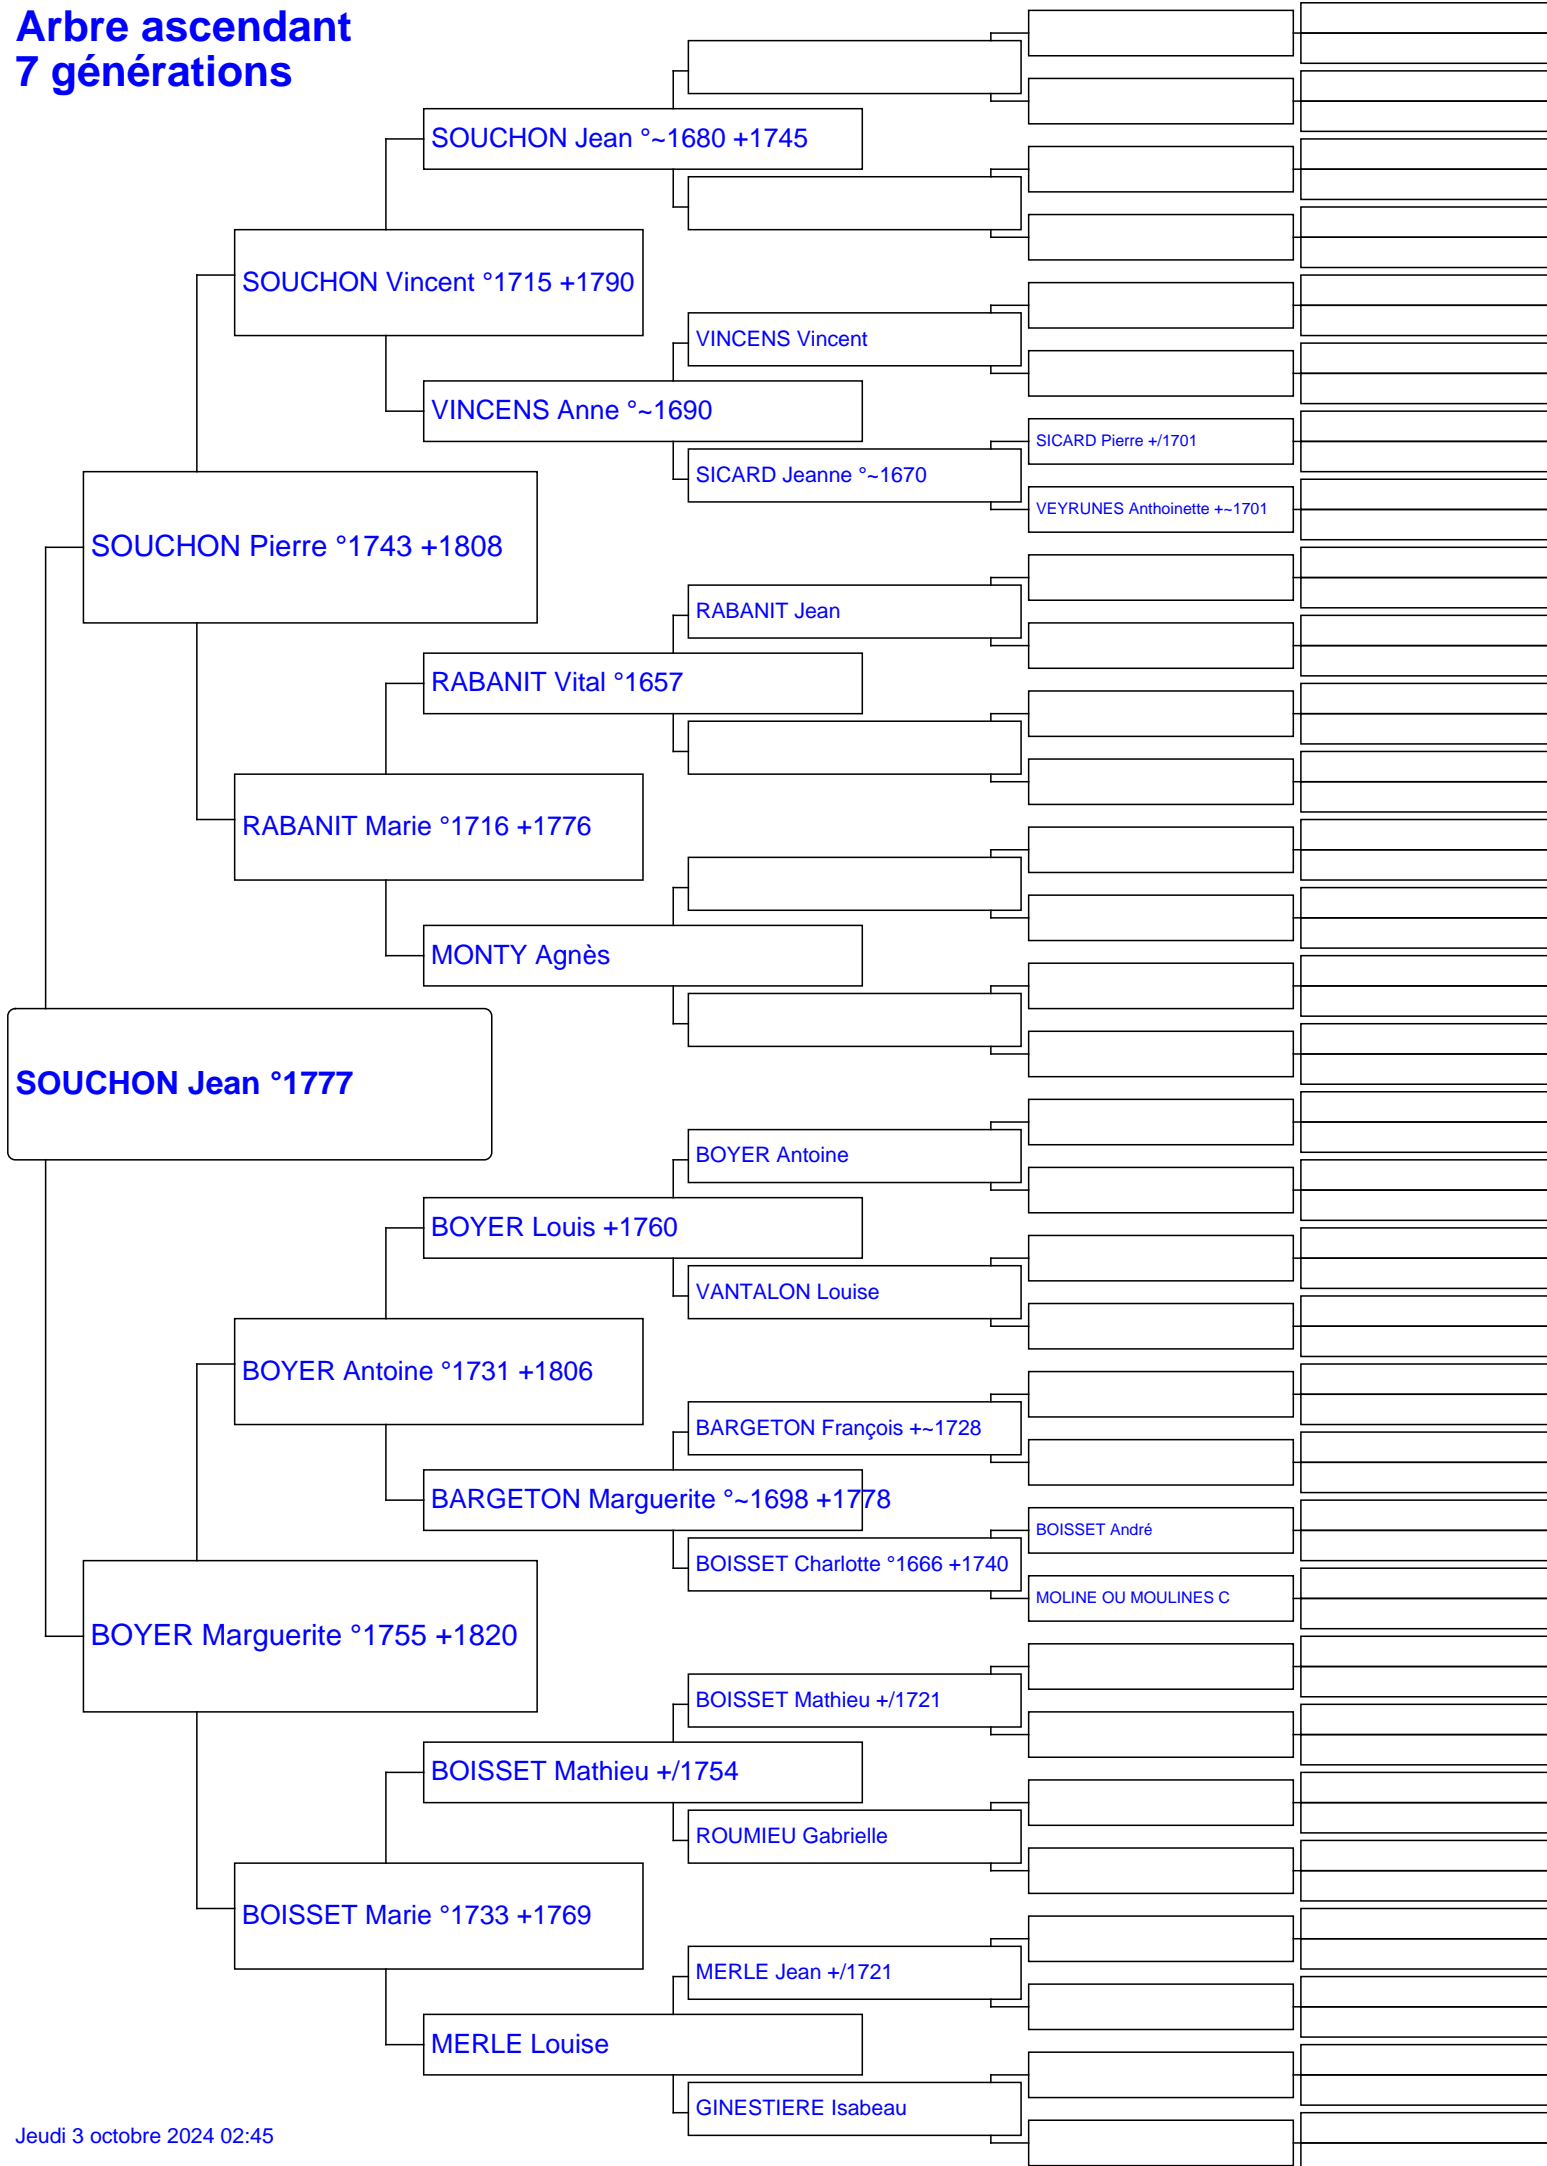 Arbre ascendant
7 générations
SOUCHON Jean °~1680 +1745
SOUCHON Vincent °1715 +1790
VINCENS Vincent
VINCENS Anne °~1690
SICARD Pierre +/1701
SICARD Jeanne °~1670
VEYRUNES Anthoinette +~1701
SOUCHON Pierre °1743 +1808
RABANIT Jean
RABANIT Vital °1657
RABANIT Marie °1716 +1776
MONTY Agnès
SOUCHON Jean °1777
BOYER Antoine
BOYER Louis +1760
VANTALON Louise
BOYER Antoine °1731 +1806
BARGETON François +~1728
BARGETON Marguerite °~1698 +1778
BOISSET André
BOISSET Charlotte °1666 +1740
MOLINE OU MOULINES C
BOYER Marguerite °1755 +1820
BOISSET Mathieu +/1721
BOISSET Mathieu +/1754
ROUMIEU Gabrielle
BOISSET Marie °1733 +1769
MERLE Jean +/1721
MERLE Louise
GINESTIERE Isabeau
Jeudi 3 octobre 2024 02:45